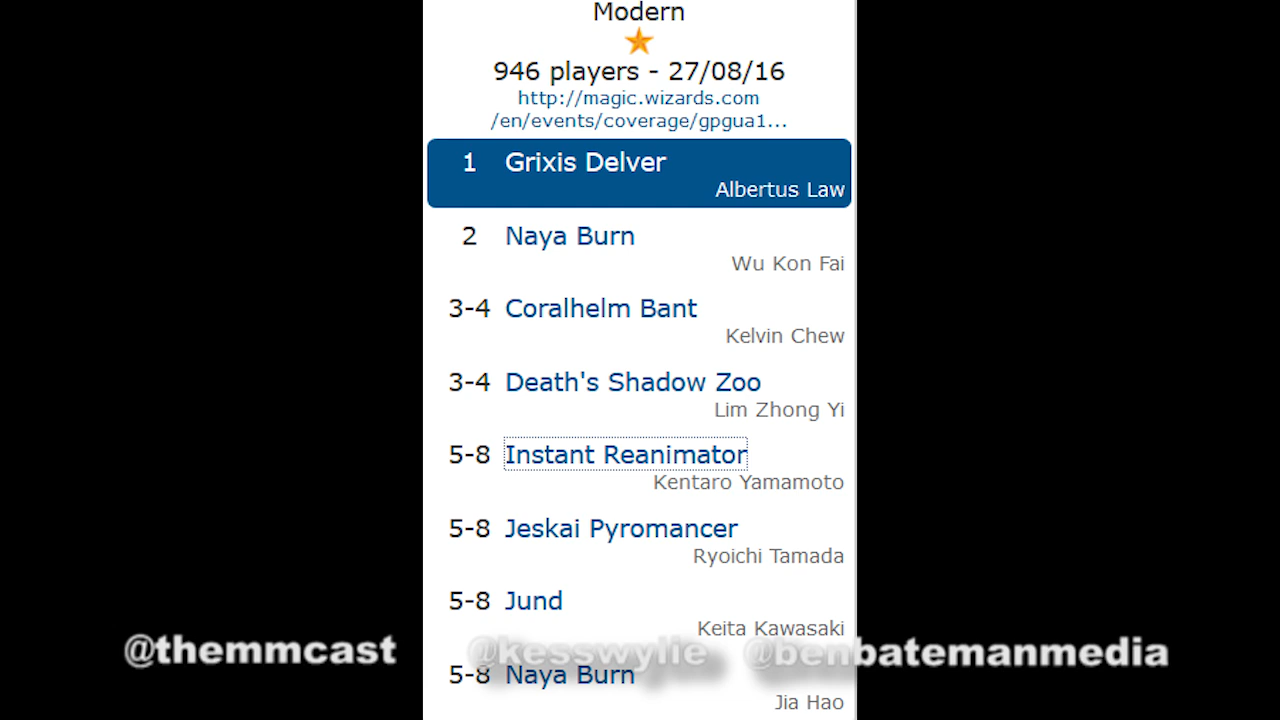 Modern
946 players - 27/08/16
http://magic.wizards.com
/en/events/coverage/gpgua1...
1 Grixis Delver
Albertus Law
2 Naya Burn
Wu Kon Fai
3-4 Coralhelm Bant
Kelvin Chew
3-4 Death's Shadow Zoo
Lim Zhong Yi
5-8 Instant Reanimator
Kentaro Yamamoto
5-8 Jeskai Pyromancer
Ryoichi Tamada
5-8 Jund
Keita Kawasaki
@themmcast @kesswylie @benbatemanmedia
5-8 Naya Burn
Jia Hao